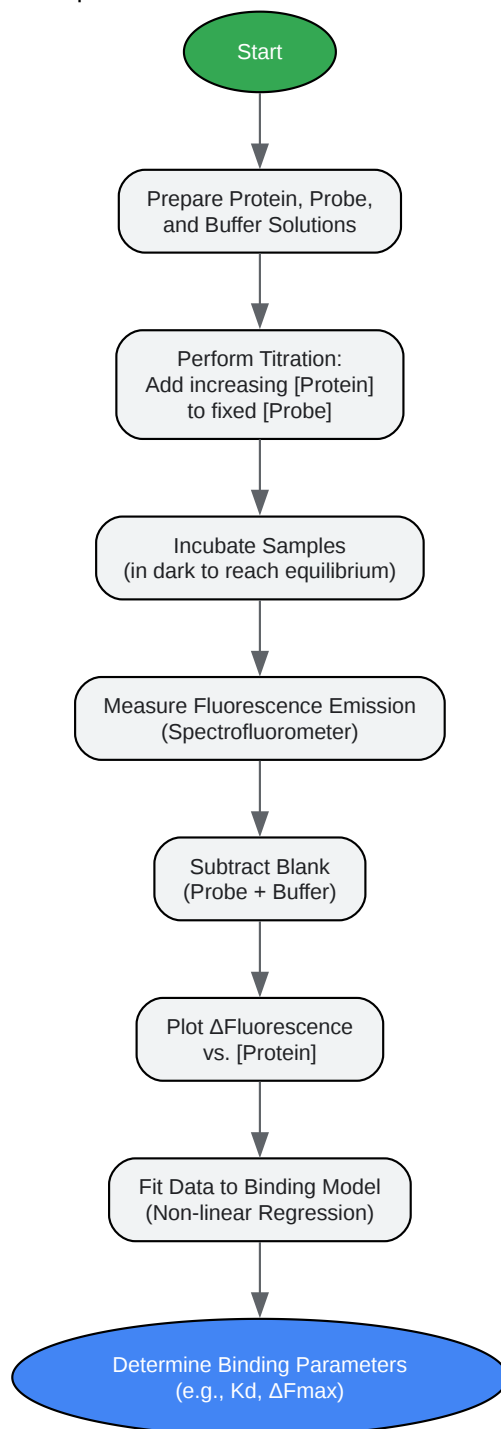 Start
Prepare Protein, Probe,
and Buffer Solutions
Perform Titration:
Add increasing [Protein]
to fixed [Probe]
Incubate Samples
(in dark to reach equilibrium)
Measure Fluorescence Emission
(Spectrofluorometer)
Subtract Blank
(Probe + Buffer)
Plot ΔFluorescence
vs. [Protein]
Fit Data to Binding Model
(Non-linear Regression)
Determine Binding Parameters
(e.g., Kd, ΔFmax)